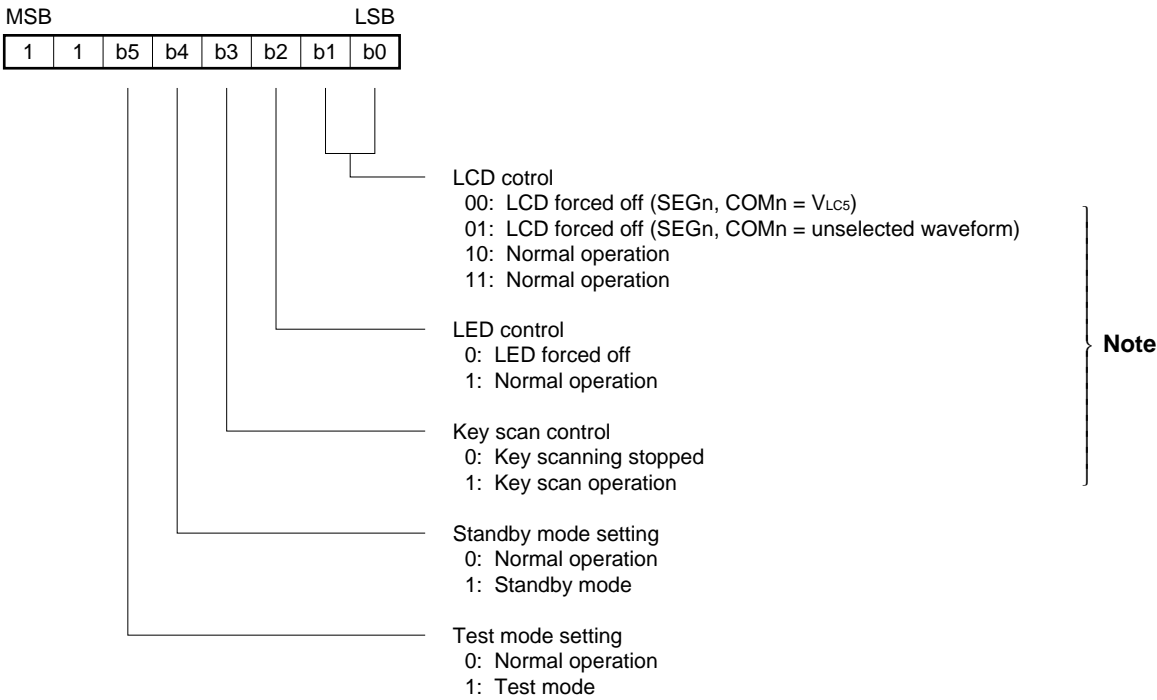 MSB LSB
1 1 b5 b4 b3 b2 b1 b0
LCD cotrol
00: LCD forced off (SEGn, COMn = VLC5)
01: LCD forced off (SEGn, COMn = unselected waveform)
10: Normal operation
11: Normal operation
LED control
0: LED forced off
1: Normal operation
Note
Key scan control
0: Key scanning stopped
1: Key scan operation
Standby mode setting
0: Normal operation
1: Standby mode
Test mode setting
0: Normal operation
1: Test mode